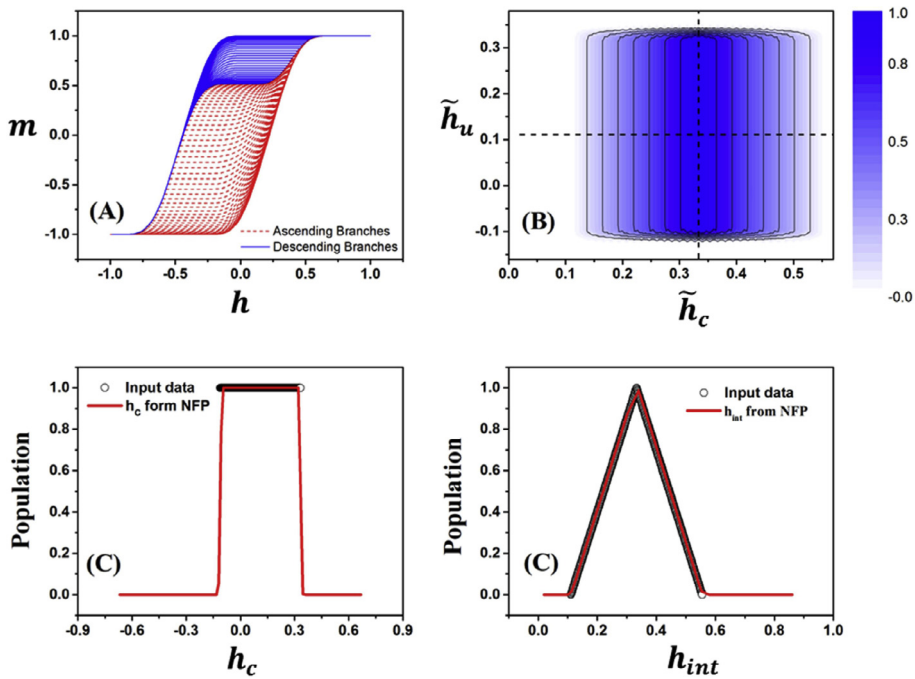 m
1.0
0.5
0.0
-0.5
-1.0
(A)
Ascending Branches
Descending Branches
-1.0 -0.5 0.0 0.5 1.0
h
h̃u
0.3
0.2
0.1
0.0
-0.1
(B)
0.0 0.1 0.2 0.3 0.4 0.5
h̃c
1.0
1.0
0.8
0.5
0.3
-0.0
Population
1.0
0.8
0.6
0.4
0.2
0.0
Input data
hc form NFP
(C)
-0.9 -0.6 -0.3 0.0 0.3 0.6 0.9
hc
Population
1.0
0.8
0.6
0.4
0.2
0.0
Input data
hint from NFP
(C)
0.0 0.2 0.4 0.6 0.8 1.0
hint